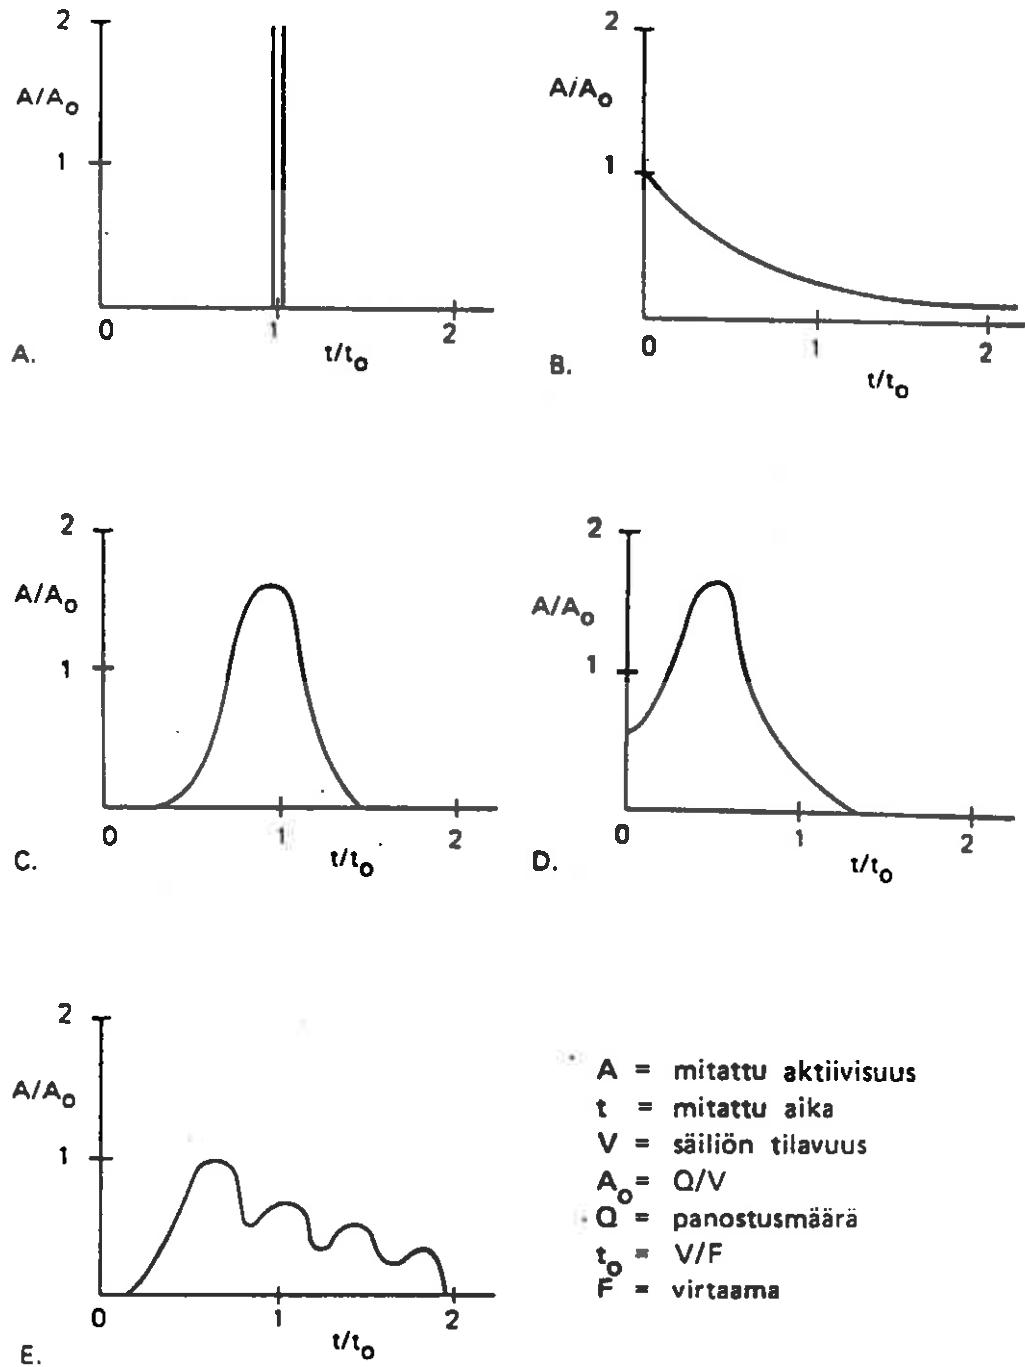 2
A/A₀
1
0
1
2
t/t₀
A.
2
A/A₀
1
0
1
2
t/t₀
B.
2
A/A₀
1
0
1
2
t/t₀
C.
2
A/A₀
1
0
1
2
t/t₀
D.
2
A/A₀
1
0
1
2
t/t₀
E.
A = mitattu aktiivisuus
t = mitattu aika
V = säiliön tilavuus
A₀ = Q/V
Q = panostusmäärä
t₀ = V/F
F = virtaama